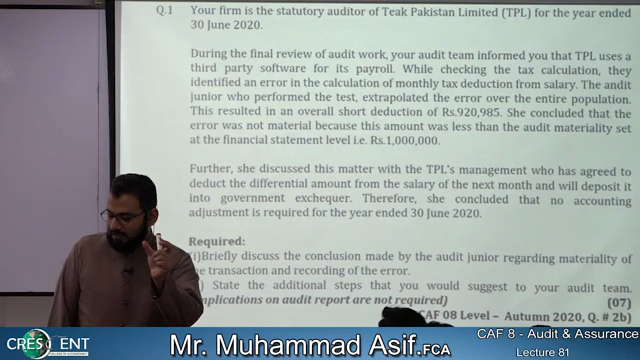 Q.1 Your firm is the statutory auditor of Teak Pakistan Limited (TPL) for the year ended
30 June 2020.
During the final review of audit work, your audit team informed you that TPL uses a
third party software for its payroll. While checking the tax calculation, they
identified an error in the calculation of monthly tax deduction from salary. The andit
junior who performed the test, extrapolated the error over the entire population.
This resulted in an overall short deduction of Rs.920,985. She concluded that
the error was not material because this amount was less than the audit materiality
set at the financial statement level i.e. Rs.1,000,000.
Further, she discussed this matter with the TPL's management who has agreed to
deduct the differential amount from the salary of the next month and will deposit it
into government exchequer. Therefore, she concluded that no accounting
adjustment is required for the year ended 30 June 2020.
Required:
(i)Briefly discuss the conclusion made by the audit junior regarding materiality of
the transaction and recording of the error.
) State the additional steps that you would suggest to your audit team.
implications on audit report are not required) (07)
CAF 08 Level – Autumn 2020, Q. # 2b)
CRESCENT
COLLEGE OF ACCOUNTANCY
Mr. Muhammad Asif.FCA
CAF 8 - Audit & Assurance
Lecture 81